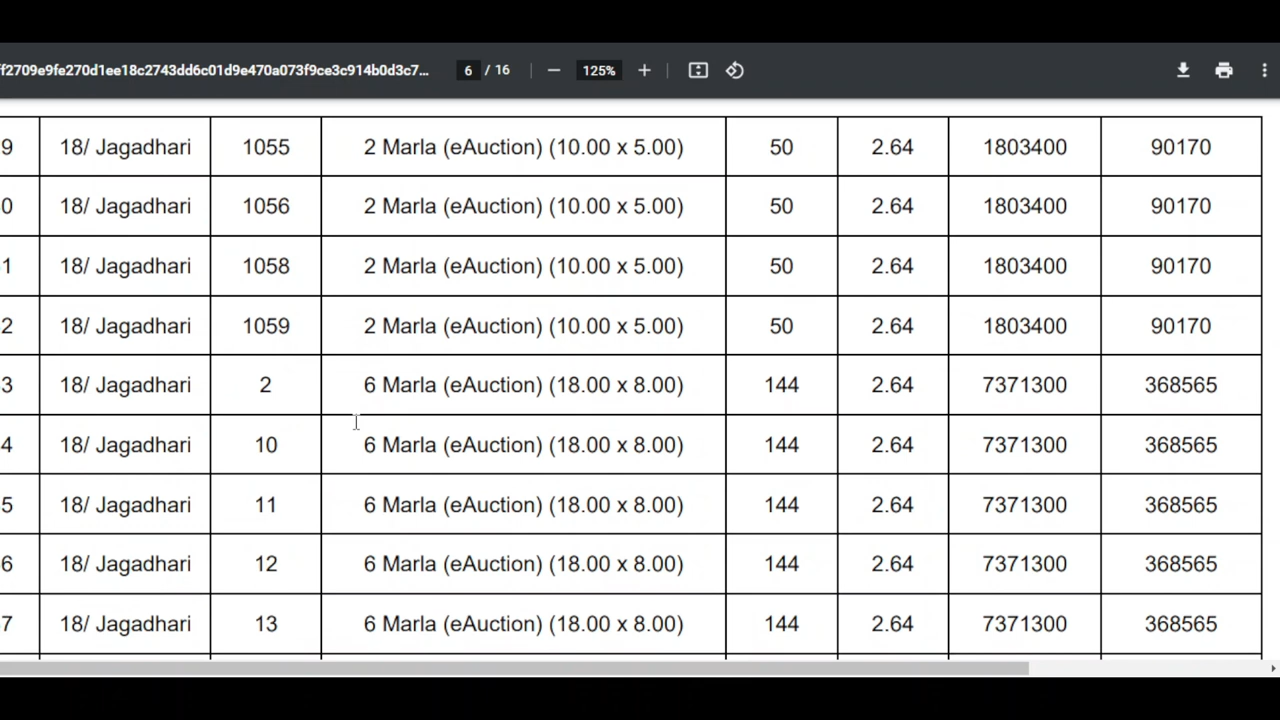 f2709e9fe270d1ee18c2743dd6c01d9e470a073f9ce3c914b0d3c7... 6 / 16 125%
9 18/ Jagadhari 1055 2 Marla (eAuction) (10.00 x 5.00) 50 2.64 1803400 90170
0 18/ Jagadhari 1056 2 Marla (eAuction) (10.00 x 5.00) 50 2.64 1803400 90170
1 18/ Jagadhari 1058 2 Marla (eAuction) (10.00 x 5.00) 50 2.64 1803400 90170
2 18/ Jagadhari 1059 2 Marla (eAuction) (10.00 x 5.00) 50 2.64 1803400 90170
3 18/ Jagadhari 2 6 Marla (eAuction) (18.00 x 8.00) 144 2.64 7371300 368565
4 18/ Jagadhari 10 6 Marla (eAuction) (18.00 x 8.00) 144 2.64 7371300 368565
5 18/ Jagadhari 11 6 Marla (eAuction) (18.00 x 8.00) 144 2.64 7371300 368565
6 18/ Jagadhari 12 6 Marla (eAuction) (18.00 x 8.00) 144 2.64 7371300 368565
7 18/ Jagadhari 13 6 Marla (eAuction) (18.00 x 8.00) 144 2.64 7371300 368565